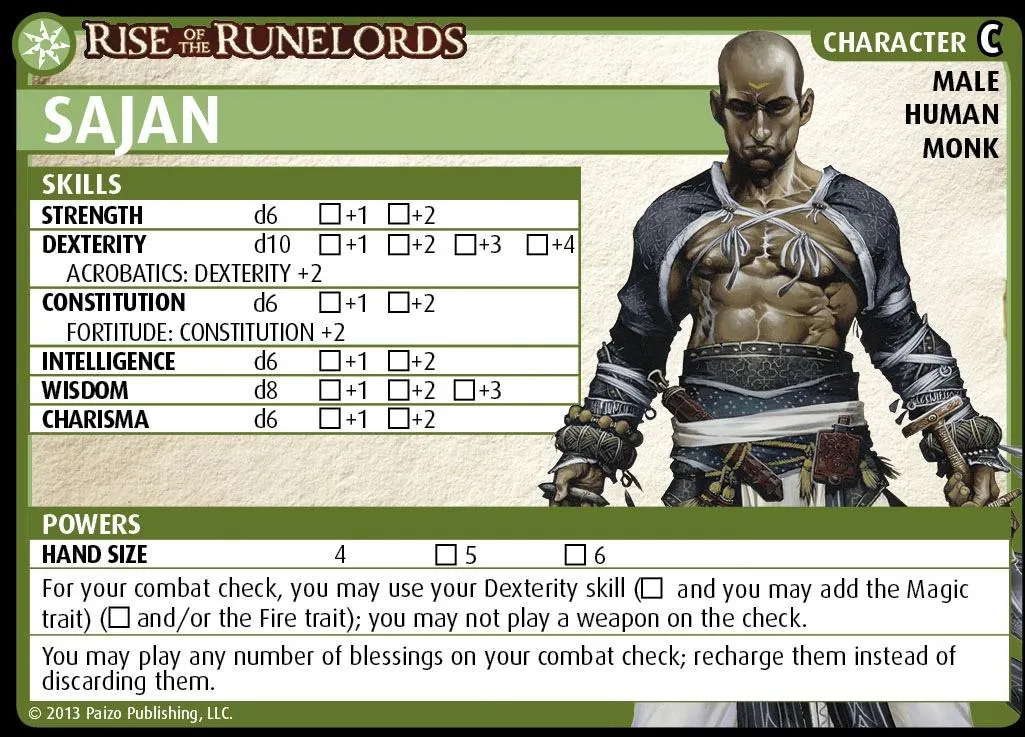 RISE OF THE RUNELORDS
CHARACTER C
MALE
HUMAN
MONK
SAJAN
SKILLS
STRENGTH d6 ☐+1 ☐+2
DEXTERITY d10 ☐+1 ☐+2 ☐+3 ☐+4
ACROBATICS: DEXTERITY +2
CONSTITUTION d6 ☐+1 ☐+2
FORTITUDE: CONSTITUTION +2
INTELLIGENCE d6 ☐+1 ☐+2
WISDOM d8 ☐+1 ☐+2 ☐+3
CHARISMA d6 ☐+1 ☐+2
POWERS
HAND SIZE 4 ☐ 5 ☐ 6
For your combat check, you may use your Dexterity skill (☐ and you may add the Magic
trait) (☐ and/or the Fire trait); you may not play a weapon on the check.
You may play any number of blessings on your combat check; recharge them instead of
discarding them.
© 2013 Paizo Publishing, LLC.